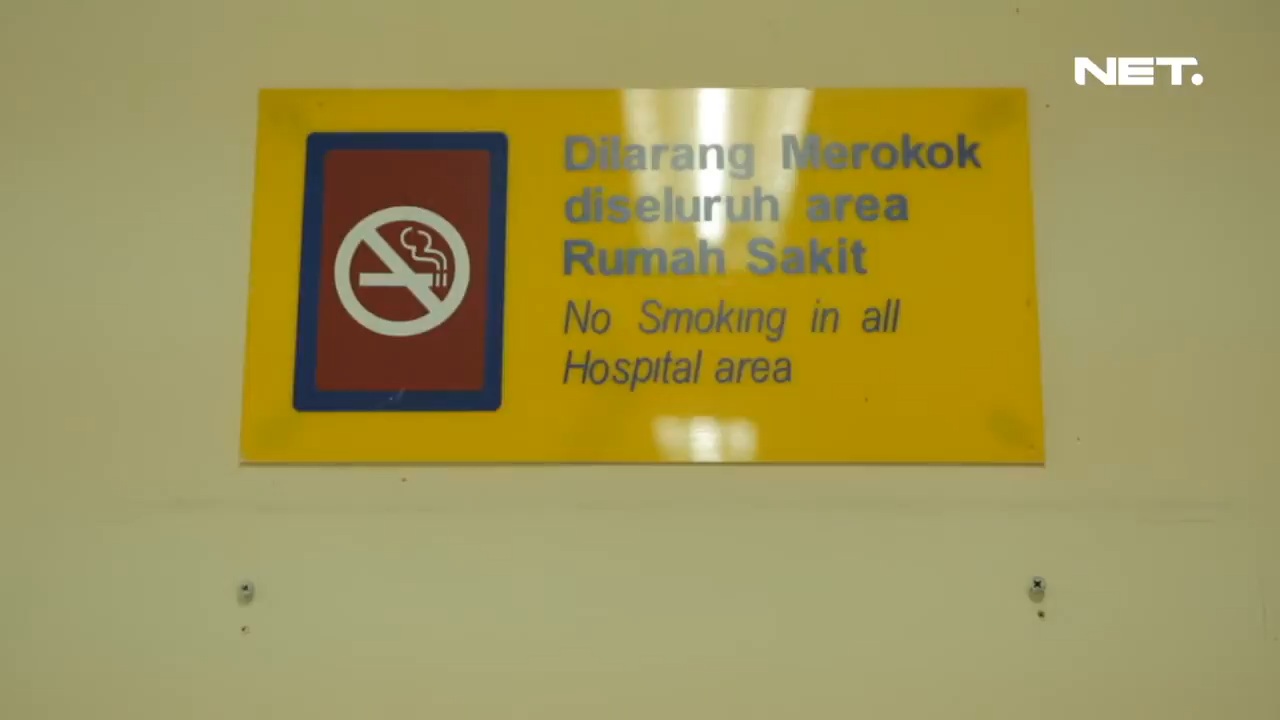 NET.
Dilarang Merokok
diseluruh area
Rumah Sakit
No Smoking in all
Hospital area